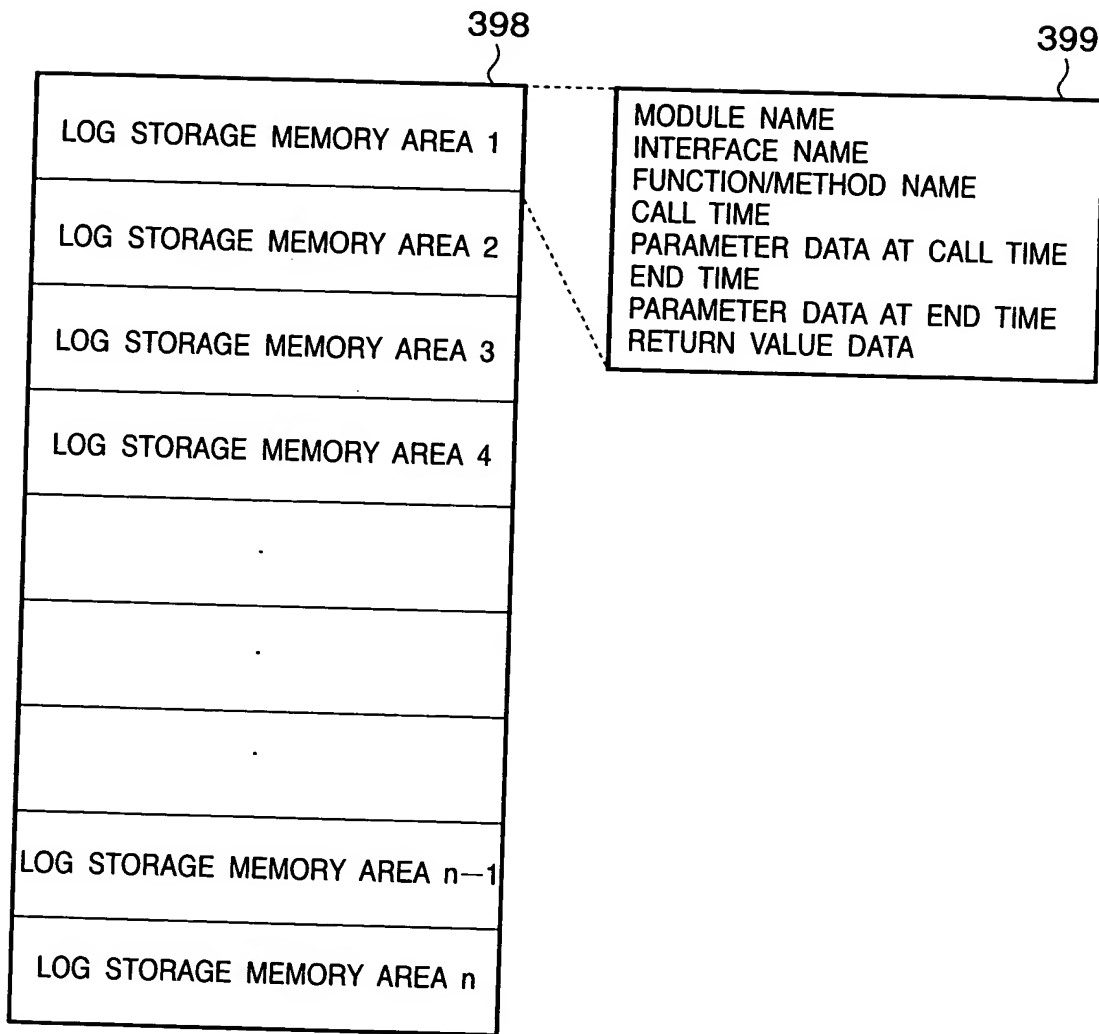 398
LOG STORAGE MEMORY AREA 1
LOG STORAGE MEMORY AREA 2
LOG STORAGE MEMORY AREA 3
LOG STORAGE MEMORY AREA 4
.
.
.
LOG STORAGE MEMORY AREA n—1
LOG STORAGE MEMORY AREA n
399
MODULE NAME
INTERFACE NAME
FUNCTION/METHOD NAME
CALL TIME
PARAMETER DATA AT CALL TIME
END TIME
PARAMETER DATA AT END TIME
RETURN VALUE DATA